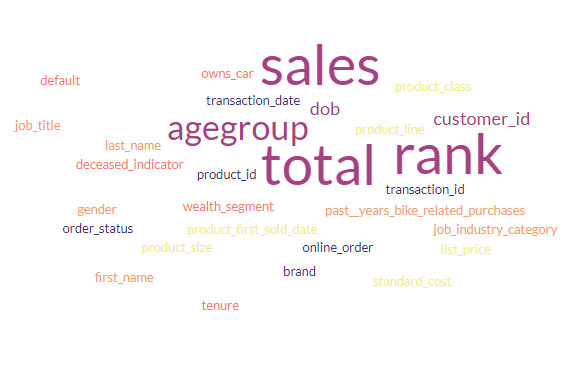 sales
owns_car
default
product_class
transaction_date
dob
customer_id
job_title
agegroup
product_line
last_name
rank
deceased_indicator
total
product_id
transaction_id
gender
wealth_segment
past__years_bike_related_purchases
order_status
product_first_sold_date
job_industry_category
product_size
online_order
list_price
first_name
brand
standard_cost
tenure